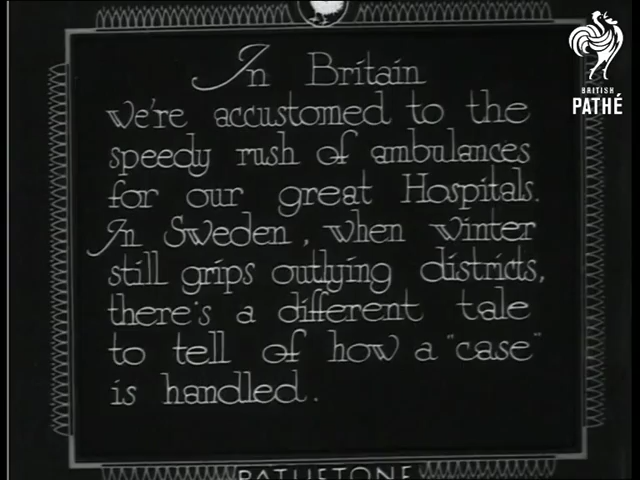 BRITISH
PATHÉ
In Britain
we're accustomed to the
speedy rush of ambulances
for our great Hospitals.
In Sweden, when winter
still grips outlying districts,
there's a different tale
to tell of how a "case"
is handled.
PATHETONE